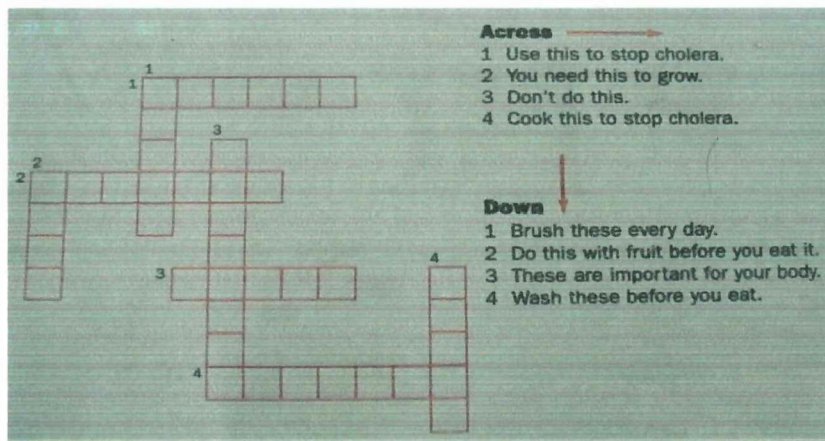 1
1
3
2
2
3
4
4
Across
1 Use this to stop cholera.
2 You need this to grow.
3 Don't do this.
4 Cook this to stop cholera.
Down
1 Brush these every day.
2 Do this with fruit before you eat it.
3 These are important for your body.
4 Wash these before you eat.